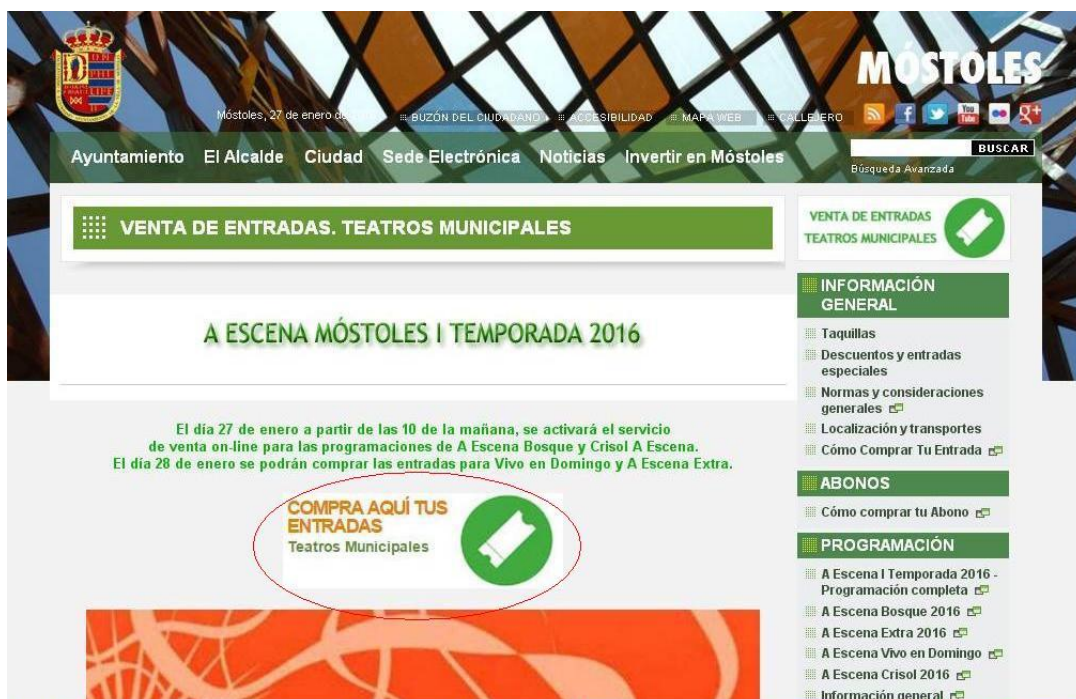 MÓSTOLES
Móstoles, 27 de enero
BUZÓN DEL CIUDADANO
ACCESIBILIDAD
MAPA WEB
CALLEJERO
You
Tube
Ayuntamiento El Alcalde Ciudad Sede Electrónica Noticias Invertir en Móstoles
BUSCAR
Búsqueda Avanzada
VENTA DE ENTRADAS. TEATROS MUNICIPALES
A ESCENA MÓSTOLES I TEMPORADA 2016
El día 27 de enero a partir de las 10 de la mañana, se activará el servicio
de venta on-line para las programaciones de A Escena Bosque y Crisol A Escena.
El día 28 de enero se podrán comprar las entradas para Vivo en Domingo y A Escena Extra.
COMPRA AQUÍ TUS
ENTRADAS
Teatros Municipales
VENTA DE ENTRADAS
TEATROS MUNICIPALES
INFORMACIÓN
GENERAL
Taquillas
Descuentos y entradas
especiales
Normas y consideraciones
generales
Localización y transportes
Cómo Comprar Tu Entrada
ABONOS
Cómo comprar tu Abono
PROGRAMACIÓN
A Escena I Temporada 2016 -
Programación completa
A Escena Bosque 2016
A Escena Extra 2016
A Escena Vivo en Domingo
A Escena Crisol 2016
Información general